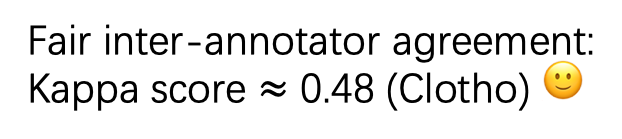 Fair inter-annotator agreement:
Kappa score ≈ 0.48 (Clotho) 🙂